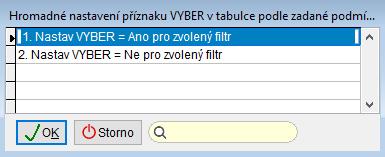 Hromadné nastavení příznaku VYBER v tabulce podle zadané podmí...
1. Nastav VYBER = Ano pro zvolený filtr
2. Nastav VYBER = Ne pro zvolený filtr
OK Storno